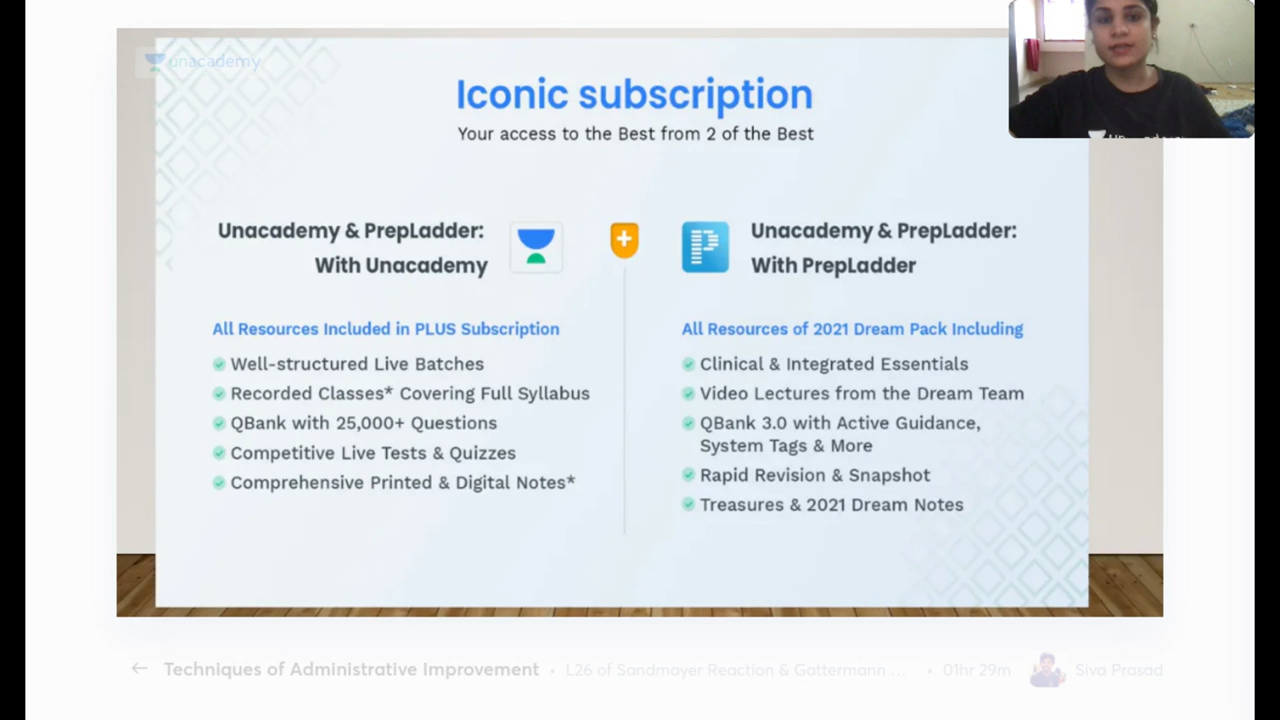 unacademy
Iconic subscription
Your access to the Best from 2 of the Best
Unacademy & PrepLadder:
With Unacademy
Unacademy & PrepLadder:
With PrepLadder
All Resources Included in PLUS Subscription
Well-structured Live Batches
Recorded Classes* Covering Full Syllabus
QBank with 25,000+ Questions
Competitive Live Tests & Quizzes
Comprehensive Printed & Digital Notes*
All Resources of 2021 Dream Pack Including
Clinical & Integrated Essentials
Video Lectures from the Dream Team
QBank 3.0 with Active Guidance,
System Tags & More
Rapid Revision & Snapshot
Treasures & 2021 Dream Notes
Techniques of Administrative Improvement • L26 of Sandmayer Reaction & Gattermann ... • 01hr 29m Siva Prasad